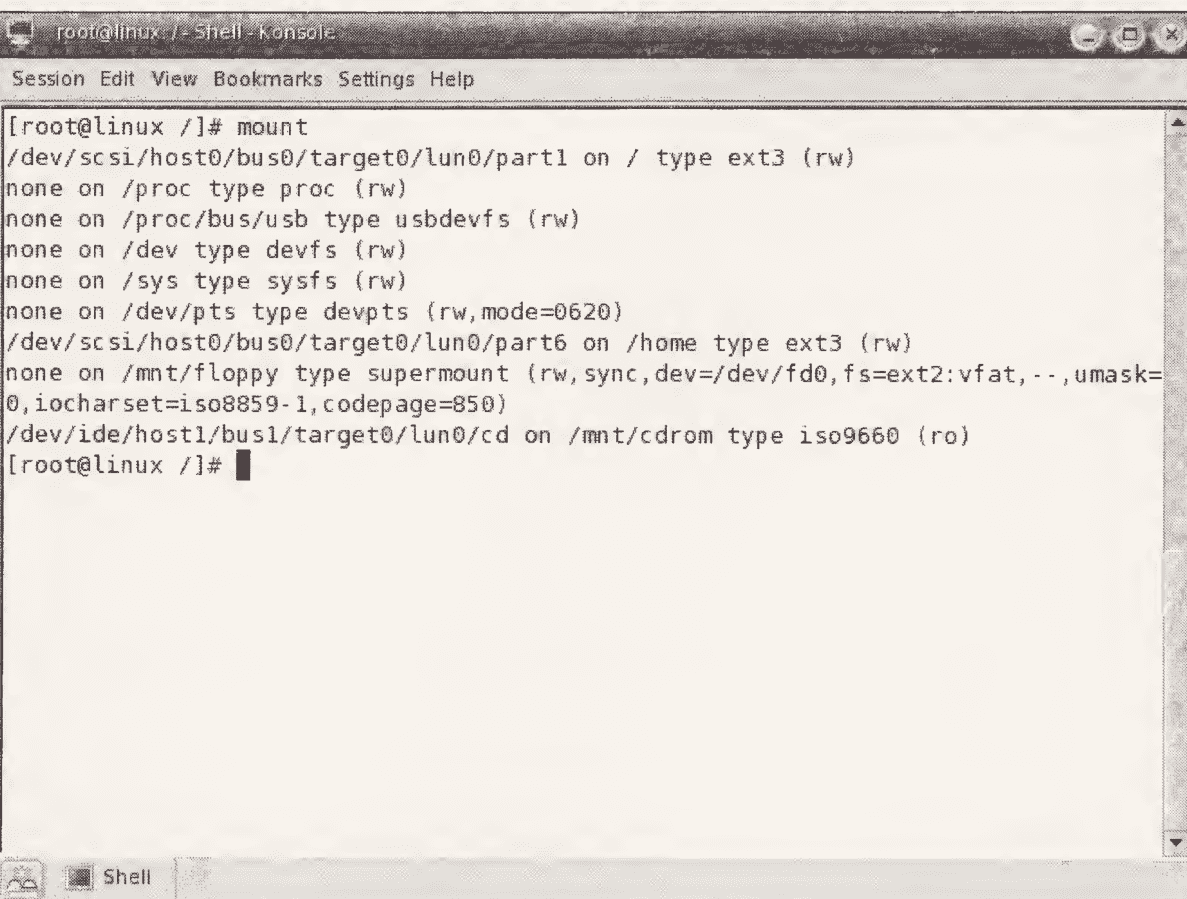 root@linux: / - Shell - Konsole
Session Edit View Bookmarks Settings Help
[root@linux /]# mount
/dev/scsi/host0/bus0/target0/lun0/part1 on / type ext3 (rw)
none on /proc type proc (rw)
none on /proc/bus/usb type usbdevfs (rw)
none on /dev type devfs (rw)
none on /sys type sysfs (rw)
none on /dev/pts type devpts (rw,mode=0620)
/dev/scsi/host0/bus0/target0/lun0/part6 on /home type ext3 (rw)
none on /mnt/floppy type supermount (rw,sync,dev=/dev/fd0,fs=ext2:vfat,--,umask=
0,iocharset=iso8859-1,codepage=850)
/dev/ide/host1/bus1/target0/lun0/cd on /mnt/cdrom type iso9660 (ro)
[root@linux /]#
Shell